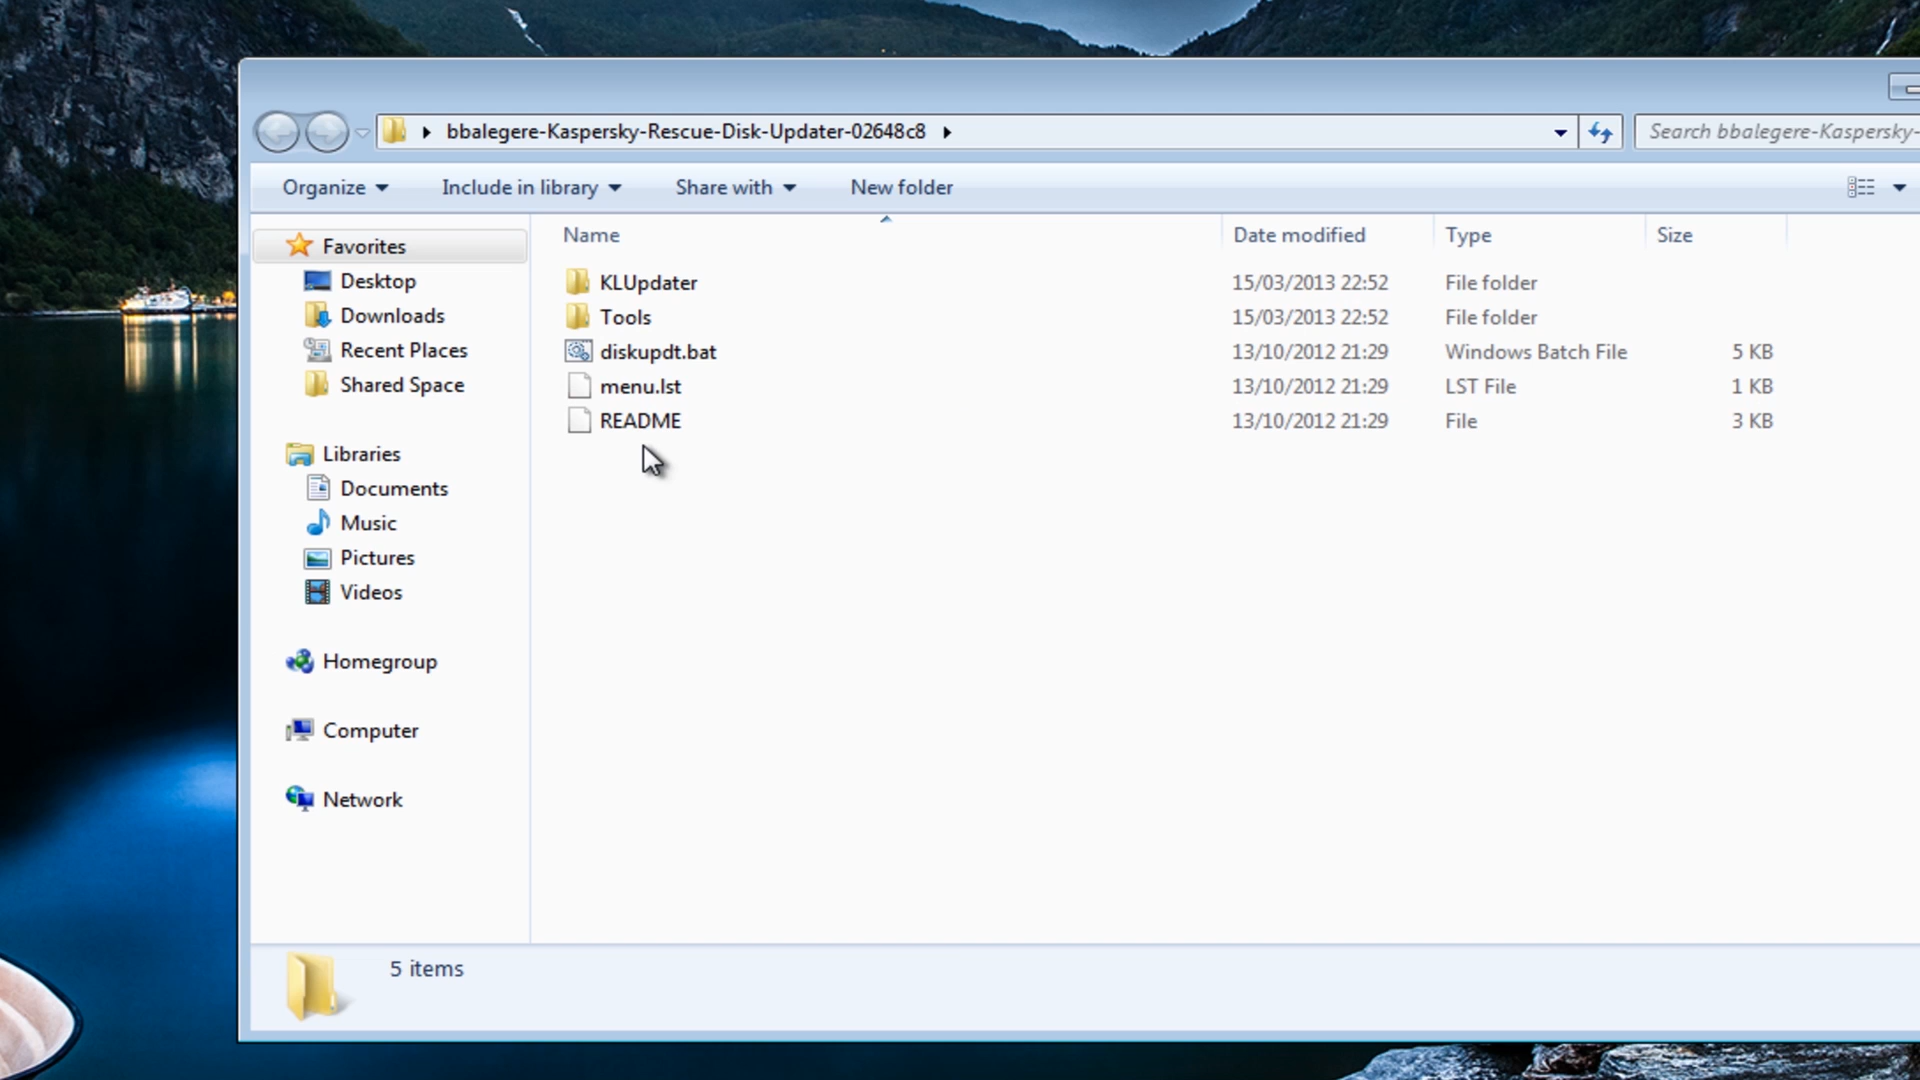 bbalegere-Kaspersky-Rescue-Disk-Updater-02648c8
Search bbalegere-Kaspersky-
Organize Include in library Share with New folder
Name Date modified Type Size
Favorites
Desktop
Downloads
Recent Places
Shared Space
Libraries
Documents
Music
Pictures
Videos
Homegroup
Computer
Network
KLUpdater 15/03/2013 22:52 File folder
Tools 15/03/2013 22:52 File folder
diskupdt.bat 13/10/2012 21:29 Windows Batch File 5 KB
menu.lst 13/10/2012 21:29 LST File 1 KB
README 13/10/2012 21:29 File 3 KB
5 items